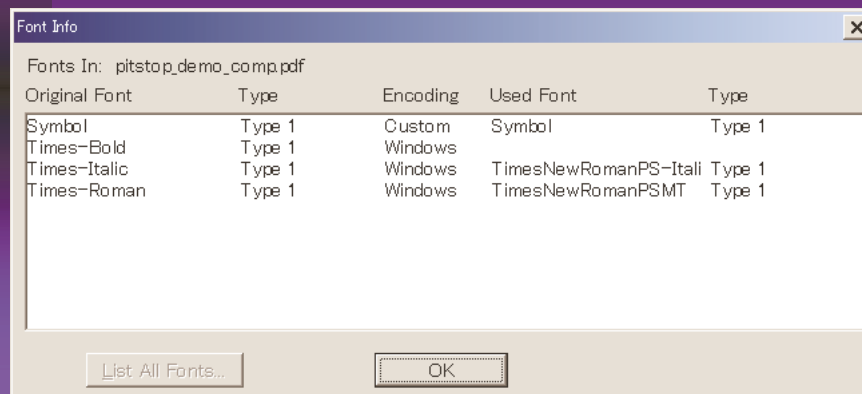 Font Info
Fonts In: pitstop_demo_comp.pdf
Original Font Type Encoding Used Font Type
Symbol Type 1 Custom Symbol Type 1
Times-Bold Type 1 Windows
Times-Italic Type 1 Windows TimesNewRomanPS-Itali Type 1
Times-Roman Type 1 Windows TimesNewRomanPSMT Type 1
List All Fonts... OK